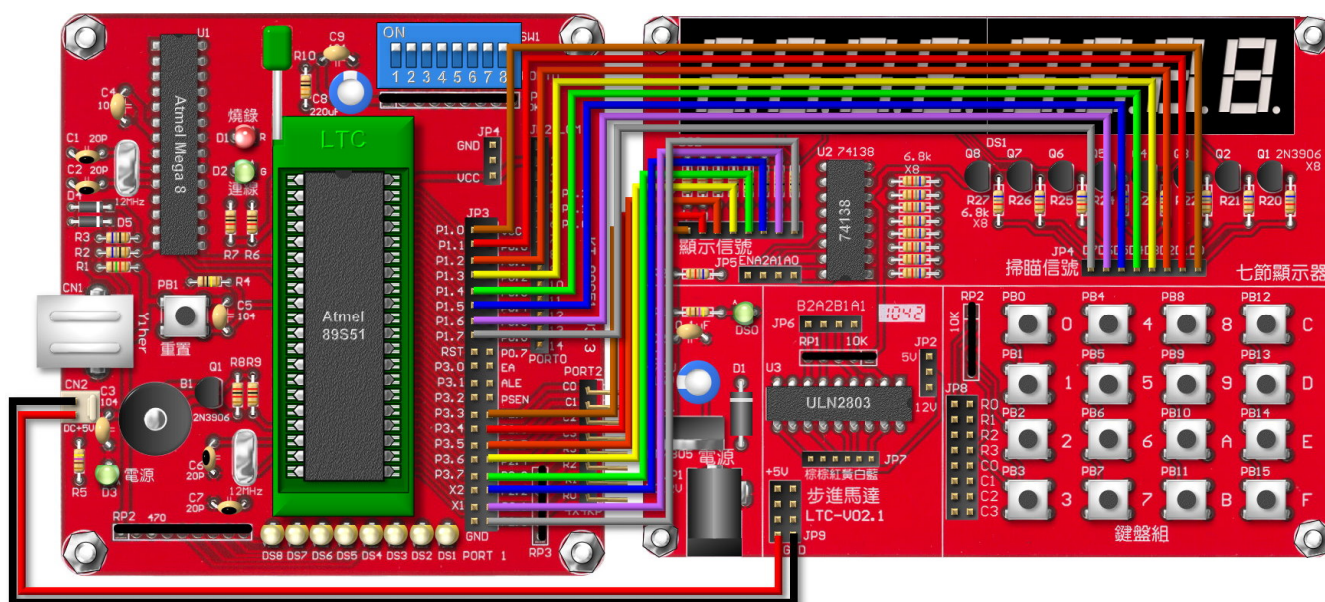 U1
Atmel Mega 8
C4
C1 20P
C2 20P
D4
12MHz
D5
R3
R2
R1
燒錄
D1 R
D2 G
連線
R7 R6
R4
PB1
C5
104
重置
CN1
Yiher
R10
C9
C8
220uF
ON
1 2 3 4 5 6 7 8
SW1
LTC
Atmel
89S51
JP4
GND
VCC
JP3
P1.0
P1.1
P1.2
P1.3
P1.4
P1.5
P1.6
P1.7
RST
P3.0
P3.1
P3.2
P3.3
P3.4
P3.5
P3.6
P3.7
X2
X1
GND
P0.7
EA
ALE
PSEN
PORT0
PORT2
C0
C1
RP3
CN2
C3
104
DC+5V
B1
Q1
2N3906
R8R9
R5
D3
電源
C6
20P
12MHz
C7
20P
RP2 470
DS8 DS7 DS6 DS5 DS4 DS3 DS2 DS1 PORT 1
顯示信號
U2 74138
74138
6.8k
X8
JP5 ENA2A1A0
DS1
Q8 Q7 Q6
Q2 Q1 2N3906
X8
R27 R26 R25
R21 R20
6.8k
X8
JP4
掃瞄信號
七節顯示器
DS0
D1
電源
B2A2B1A1
JP6
1042
RP1 10K
JP2
5V
12V
U3
ULN2803
JP7
棕棕紅黃白藍
+5V
步進馬達
LTC-V02.1
JP9
GND
RP2
10K
JP8
R0
R1
R2
R3
C0
C1
C2
C3
PB0 PB4 PB8 PB12
0 4 8 C
PB1 PB5 PB9 PB13
1 5 9 D
PB2 PB6 PB10 PB14
2 6 A E
PB3 PB7 PB11 PB15
3 7 B F
鍵盤組